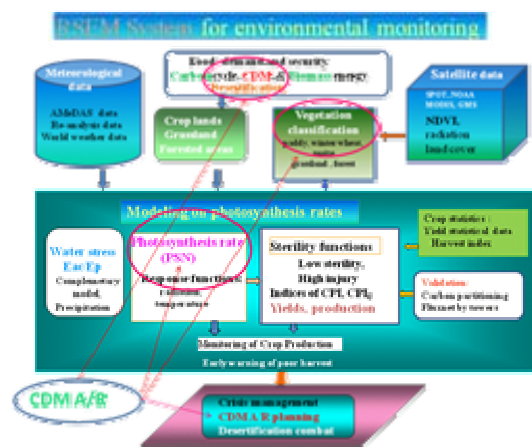 RSEM System for environmental monitoring
Food demand and security:
Carbon cycle, CDM & Biomass energy
Desertification
Meteorological
data
AMeDAS data
Re-analysis data
World weather data
Crop lands
Grassland
Forested areas
Vegetation
classification
paddy, winter wheat,
grassland, forest
Satellite data
SPOT, NOAA
MODIS, GMS
NDVI,
radiation
land cover
Modeling on photosynthesis rates
Water stress
Complementary
model,
Precipitation
Photosynthesis rate
(PSN)
Response functions:
radiation,
temperature
Sterility functions
Low sterility,
High injury
Indices of CPI, CPI
Yields, production
Crop statistics :
Yield statistical data
Harvest index
Validation:
Carbon partitioning
Flux net by towers
Monitoring of Crop Production
Early warning of poor harvest
CDM A/R
Crisis management
CDM A R planning
Desertification combat